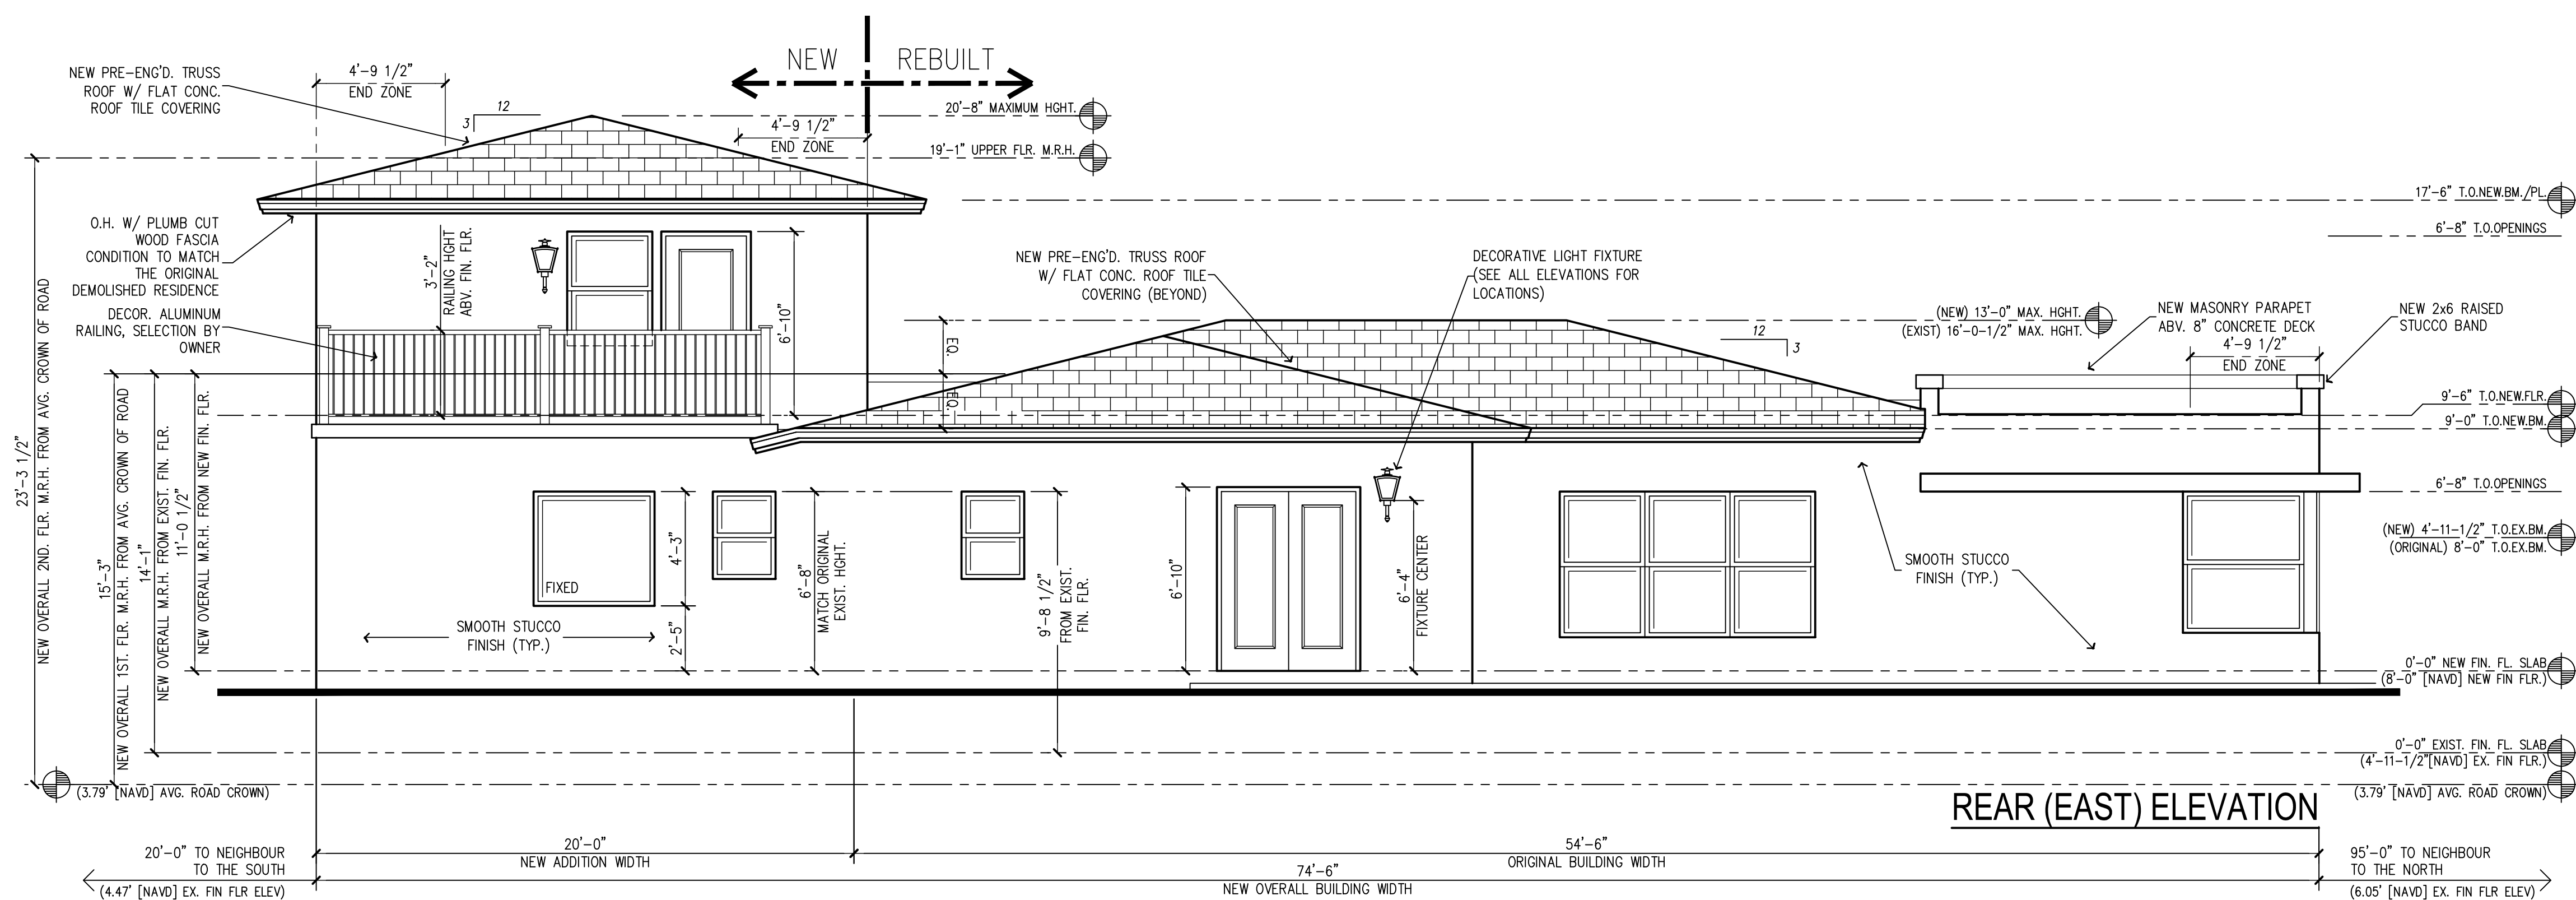 NEW REBUILT
NEW PRE-ENG'D. TRUSS
ROOF W/ FLAT CONC.
ROOF TILE COVERING
4'-9 1/2"
END ZONE
12
3
4'-9 1/2"
END ZONE
20'-8" MAXIMUM HGHT.
19'-1" UPPER FLR. M.R.H.
17'-6" T.O.NEW.BM./PL.
6'-8" T.O.OPENINGS
O.H. W/ PLUMB CUT
WOOD FASCIA
CONDITION TO MATCH
THE ORIGINAL
DEMOLISHED RESIDENCE
DECOR. ALUMINUM
RAILING, SELECTION BY
OWNER
3'-2"
RAILING HGHT
ABV. FIN. FLR.
6'-10"
EQ.
EQ.
NEW PRE-ENG'D. TRUSS ROOF
W/ FLAT CONC. ROOF TILE
COVERING (BEYOND)
DECORATIVE LIGHT FIXTURE
(SEE ALL ELEVATIONS FOR
LOCATIONS)
(NEW) 13'-0" MAX. HGHT.
(EXIST) 16'-0-1/2" MAX. HGHT.
12
3
NEW MASONRY PARAPET
ABV. 8" CONCRETE DECK
4'-9 1/2"
END ZONE
NEW 2x6 RAISED
STUCCO BAND
9'-6" T.O.NEW.FLR.
9'-0" T.O.NEW.BM.
6'-8" T.O.OPENINGS
(NEW) 4'-11-1/2" T.O.EX.BM.
(ORIGINAL) 8'-0" T.O.EX.BM.
23'-3 1/2"
NEW OVERALL 2ND. FLR. M.R.H. FROM AVG. CROWN OF ROAD
15'-3"
NEW OVERALL 1ST. FLR. M.R.H. FROM AVG. CROWN OF ROAD
14'-1"
NEW OVERALL M.R.H. FROM EXIST. FIN. FLR.
11'-0 1/2"
NEW OVERALL M.R.H. FROM NEW FIN. FLR.
FIXED
4'-3"
2'-5"
SMOOTH STUCCO
FINISH (TYP.)
6'-8"
MATCH ORIGINAL
EXIST. HGHT.
9'-8 1/2"
FROM EXIST.
FIN. FLR.
6'-10"
6'-4"
FIXTURE CENTER
SMOOTH STUCCO
FINISH (TYP.)
0'-0" NEW FIN. FL. SLAB
(8'-0" [NAVD] NEW FIN FLR.)
0'-0" EXIST. FIN. FL. SLAB
(4'-11-1/2"[NAVD] EX. FIN FLR.)
(3.79' [NAVD] AVG. ROAD CROWN)
(3.79' [NAVD] AVG. ROAD CROWN)
REAR (EAST) ELEVATION
20'-0" TO NEIGHBOUR
TO THE SOUTH
(4.47' [NAVD] EX. FIN FLR ELEV)
20'-0"
NEW ADDITION WIDTH
54'-6"
ORIGINAL BUILDING WIDTH
74'-6"
NEW OVERALL BUILDING WIDTH
95'-0" TO NEIGHBOUR
TO THE NORTH
(6.05' [NAVD] EX. FIN FLR ELEV)